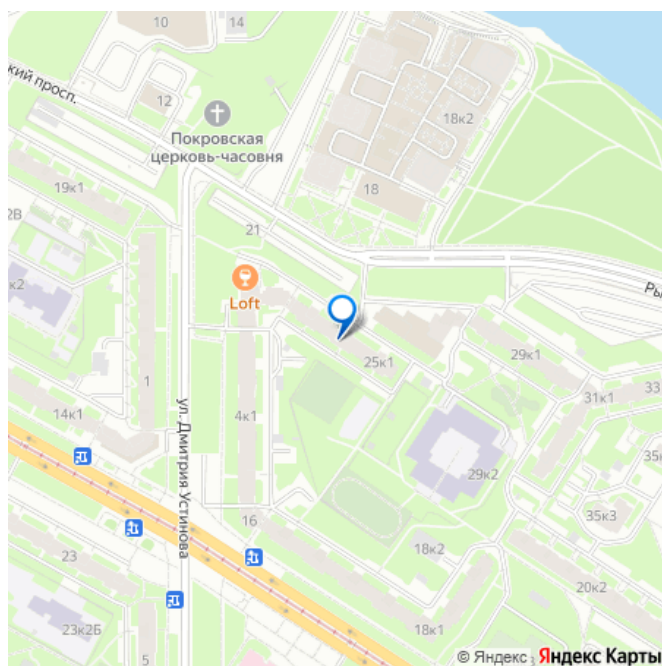 10
14
кий просп.
12
Покровская
церковь-часовня
18к2
18
19к1
2В
21
к2
Loft
Ры
25к1
29к1
31к1
33
1
ул. Дмитрия Устинова
14к1
4к1
29к2
35к
35к3
16
23
18к2
20к2
23к2Б
5
18к1
© Яндекс Яндекс Карты